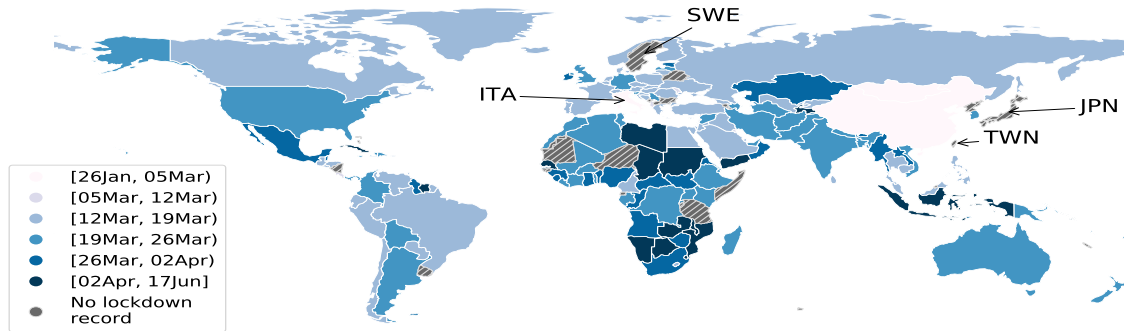 SWE
ITA
JPN
TWN
[26Jan, 05Mar)
[05Mar, 12Mar)
[12Mar, 19Mar)
[19Mar, 26Mar)
[26Mar, 02Apr)
[02Apr, 17Jun]
No lockdown
record